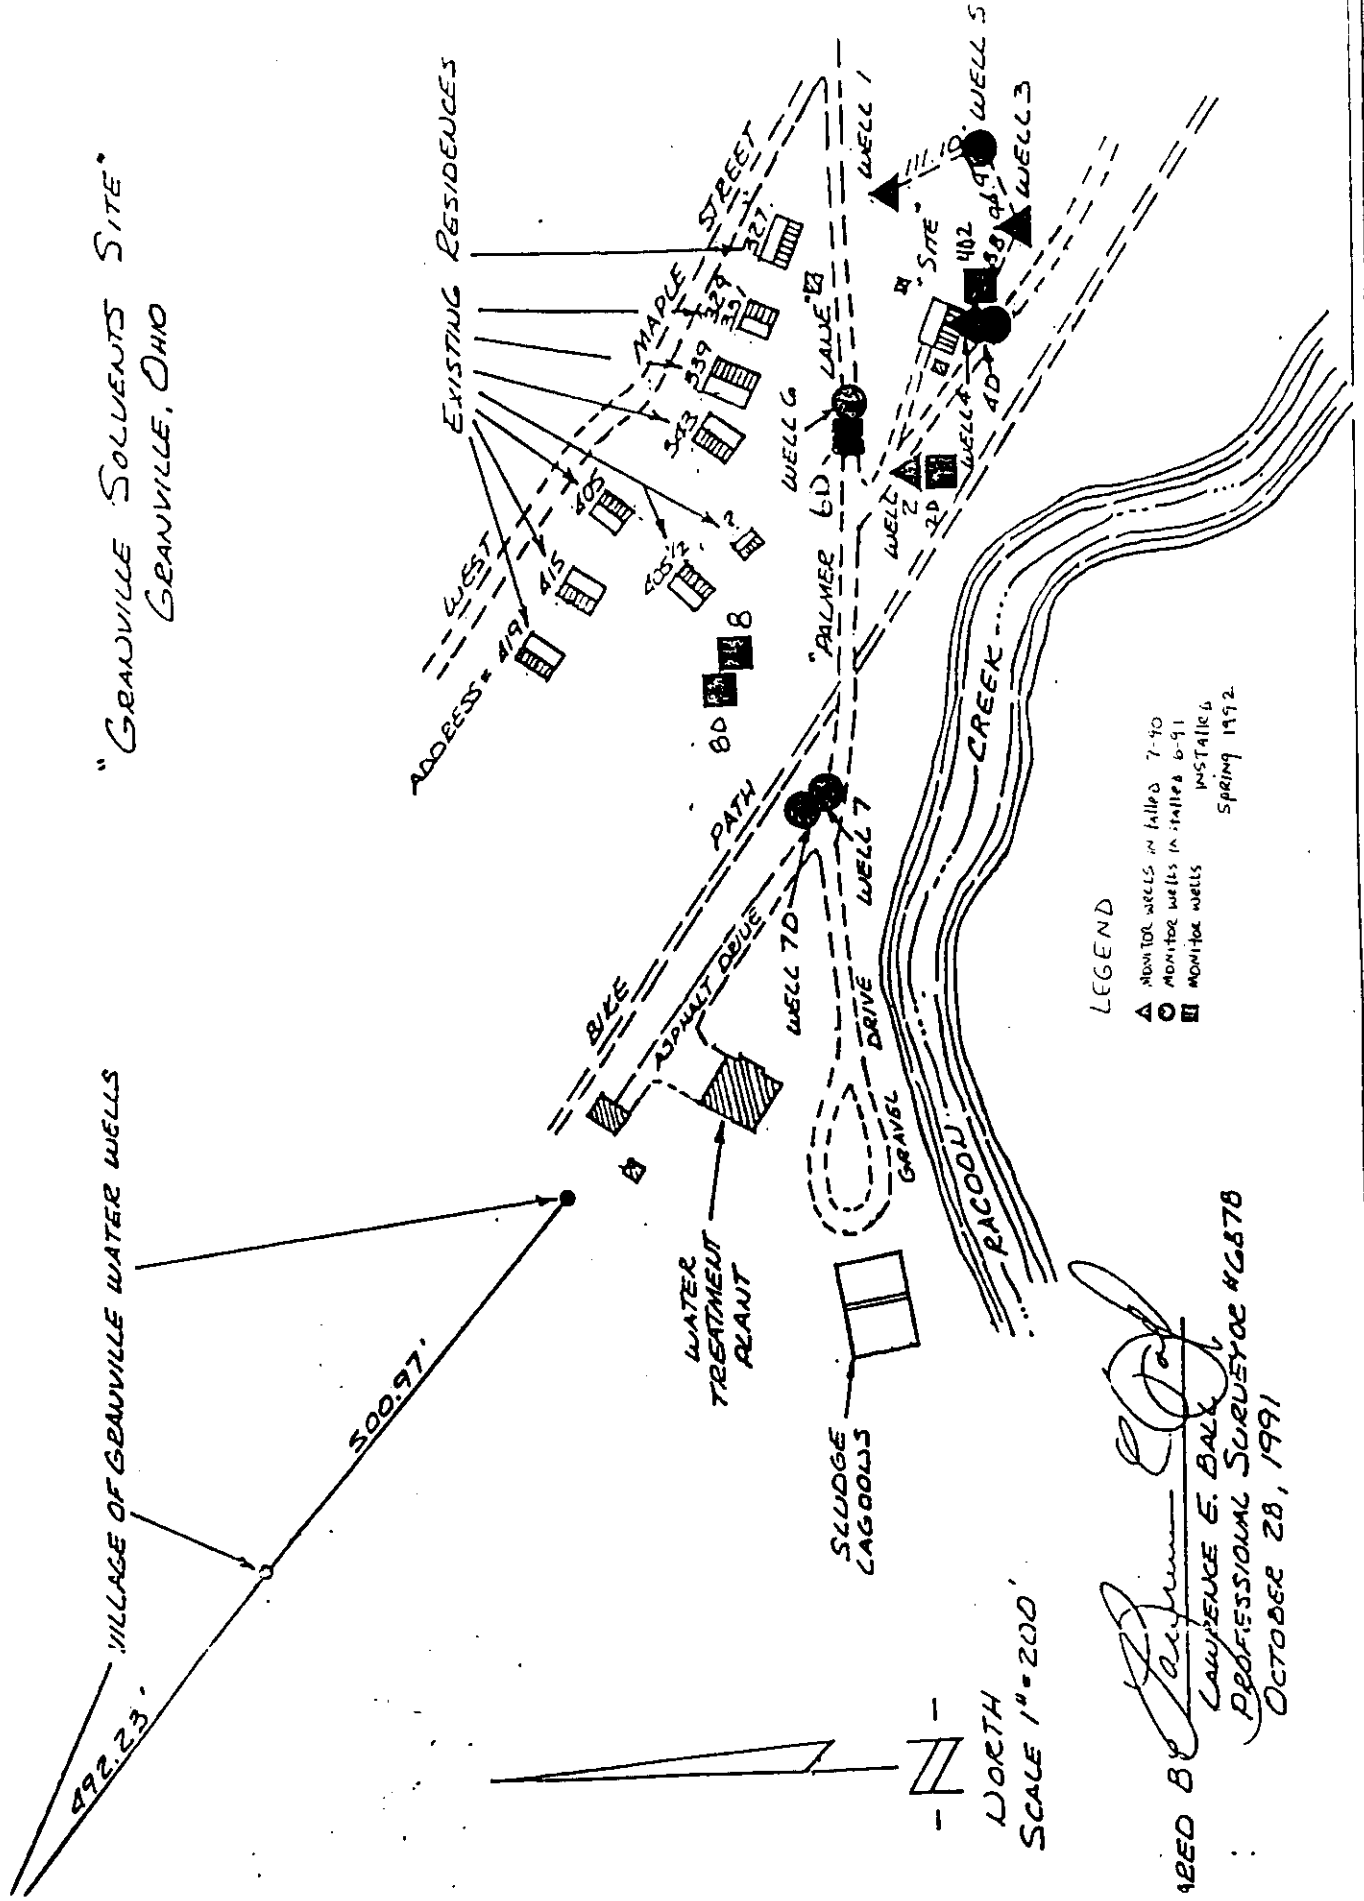 "GRANVILLE SOLVENTS SITE"
GRANVILLE, OHIO
VILLAGE OF GRANVILLE WATER WELLS
492.23'
500.97'
EXISTING RESIDENCES
ADDRESS = 419
415
405
405 1/2
2
343
339
327
WEST
MAPLE
STREET
BIKE
PATH
ASPHALT DRIVE
WATER
TREATMENT
PLANT
SLUDGE
LAGOONS
GRAVEL
DRIVE
WELL 7D
WELL 7
8D
8
"PALMER
LANE"
6D
WELL 6
WELL
2
2D
WELL 4
4D
4D2
"SITE"
WELL 1
WELL 5
WELL 3
RACOON
CREEK
NORTH
SCALE 1" = 200'
LEGEND
MONITOR WELLS 7-90
MONITOR WELLS 6-91
MONITOR WELLS INSTALLED
SPRING 1992
ARED BY
LAWRENCE E. BALL
PROFESSIONAL SURVEYOR #6878
OCTOBER 28, 1991